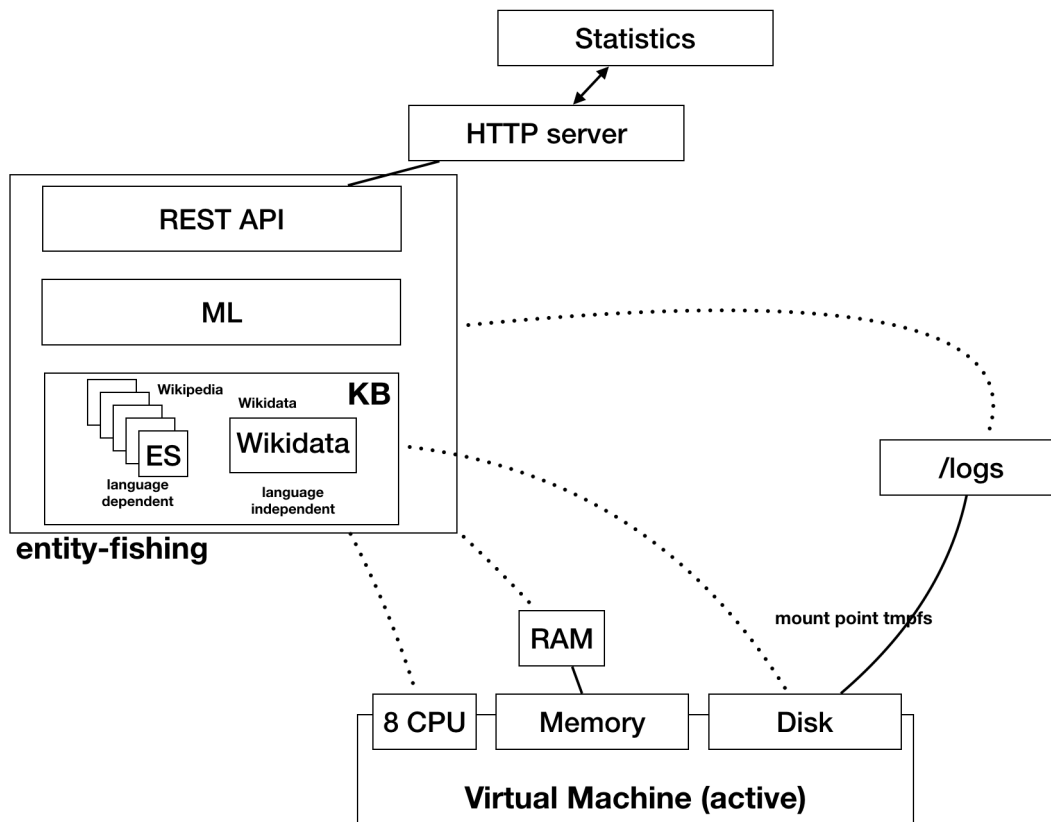 Statistics
HTTP server
REST API
ML
KB
Wikipedia
Wikidata
Wikidata
ES
language
dependent
language
independent
entity-fishing
/logs
mount point tmpfs
RAM
8 CPU
Memory
Disk
Virtual Machine (active)